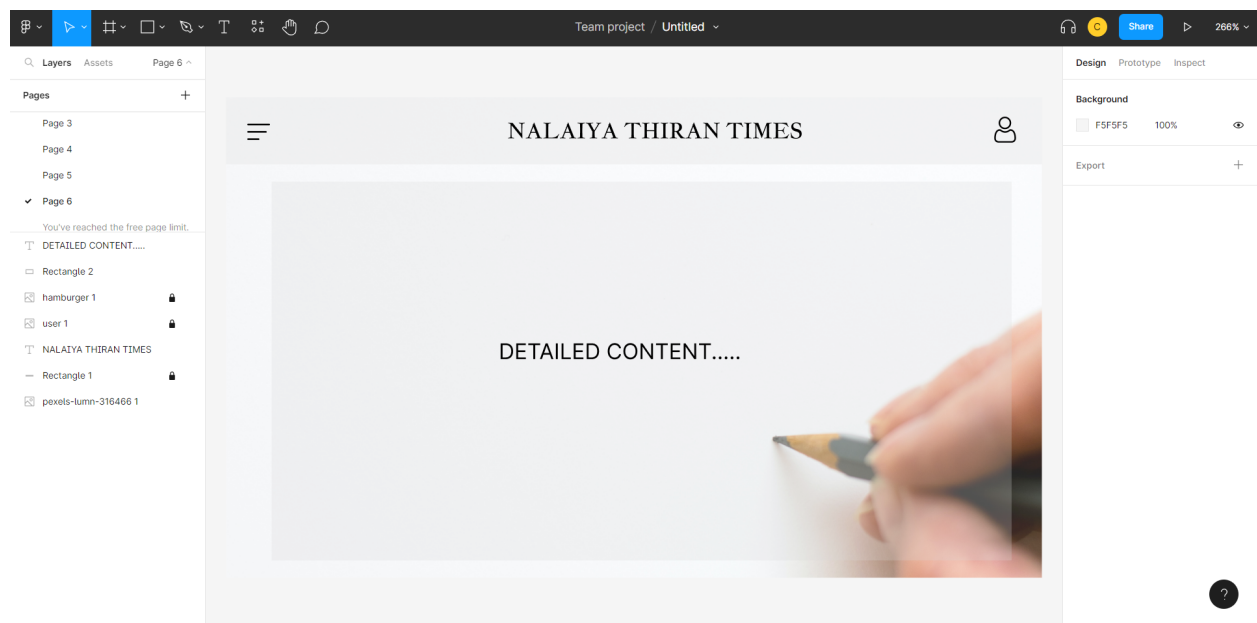 Team project / Untitled
C
Share
266%
Layers Assets Page 6
Pages
Page 3
Page 4
Page 5
Page 6
You've reached the free page limit.
T DETAILED CONTENT.....
Rectangle 2
hamburger 1
user 1
T NALAIYA THIRAN TIMES
Rectangle 1
pexels-lumn-316466 1
NALAIYA THIRAN TIMES
DETAILED CONTENT.....
Design Prototype Inspect
Background
F5F5F5 100%
Export
?